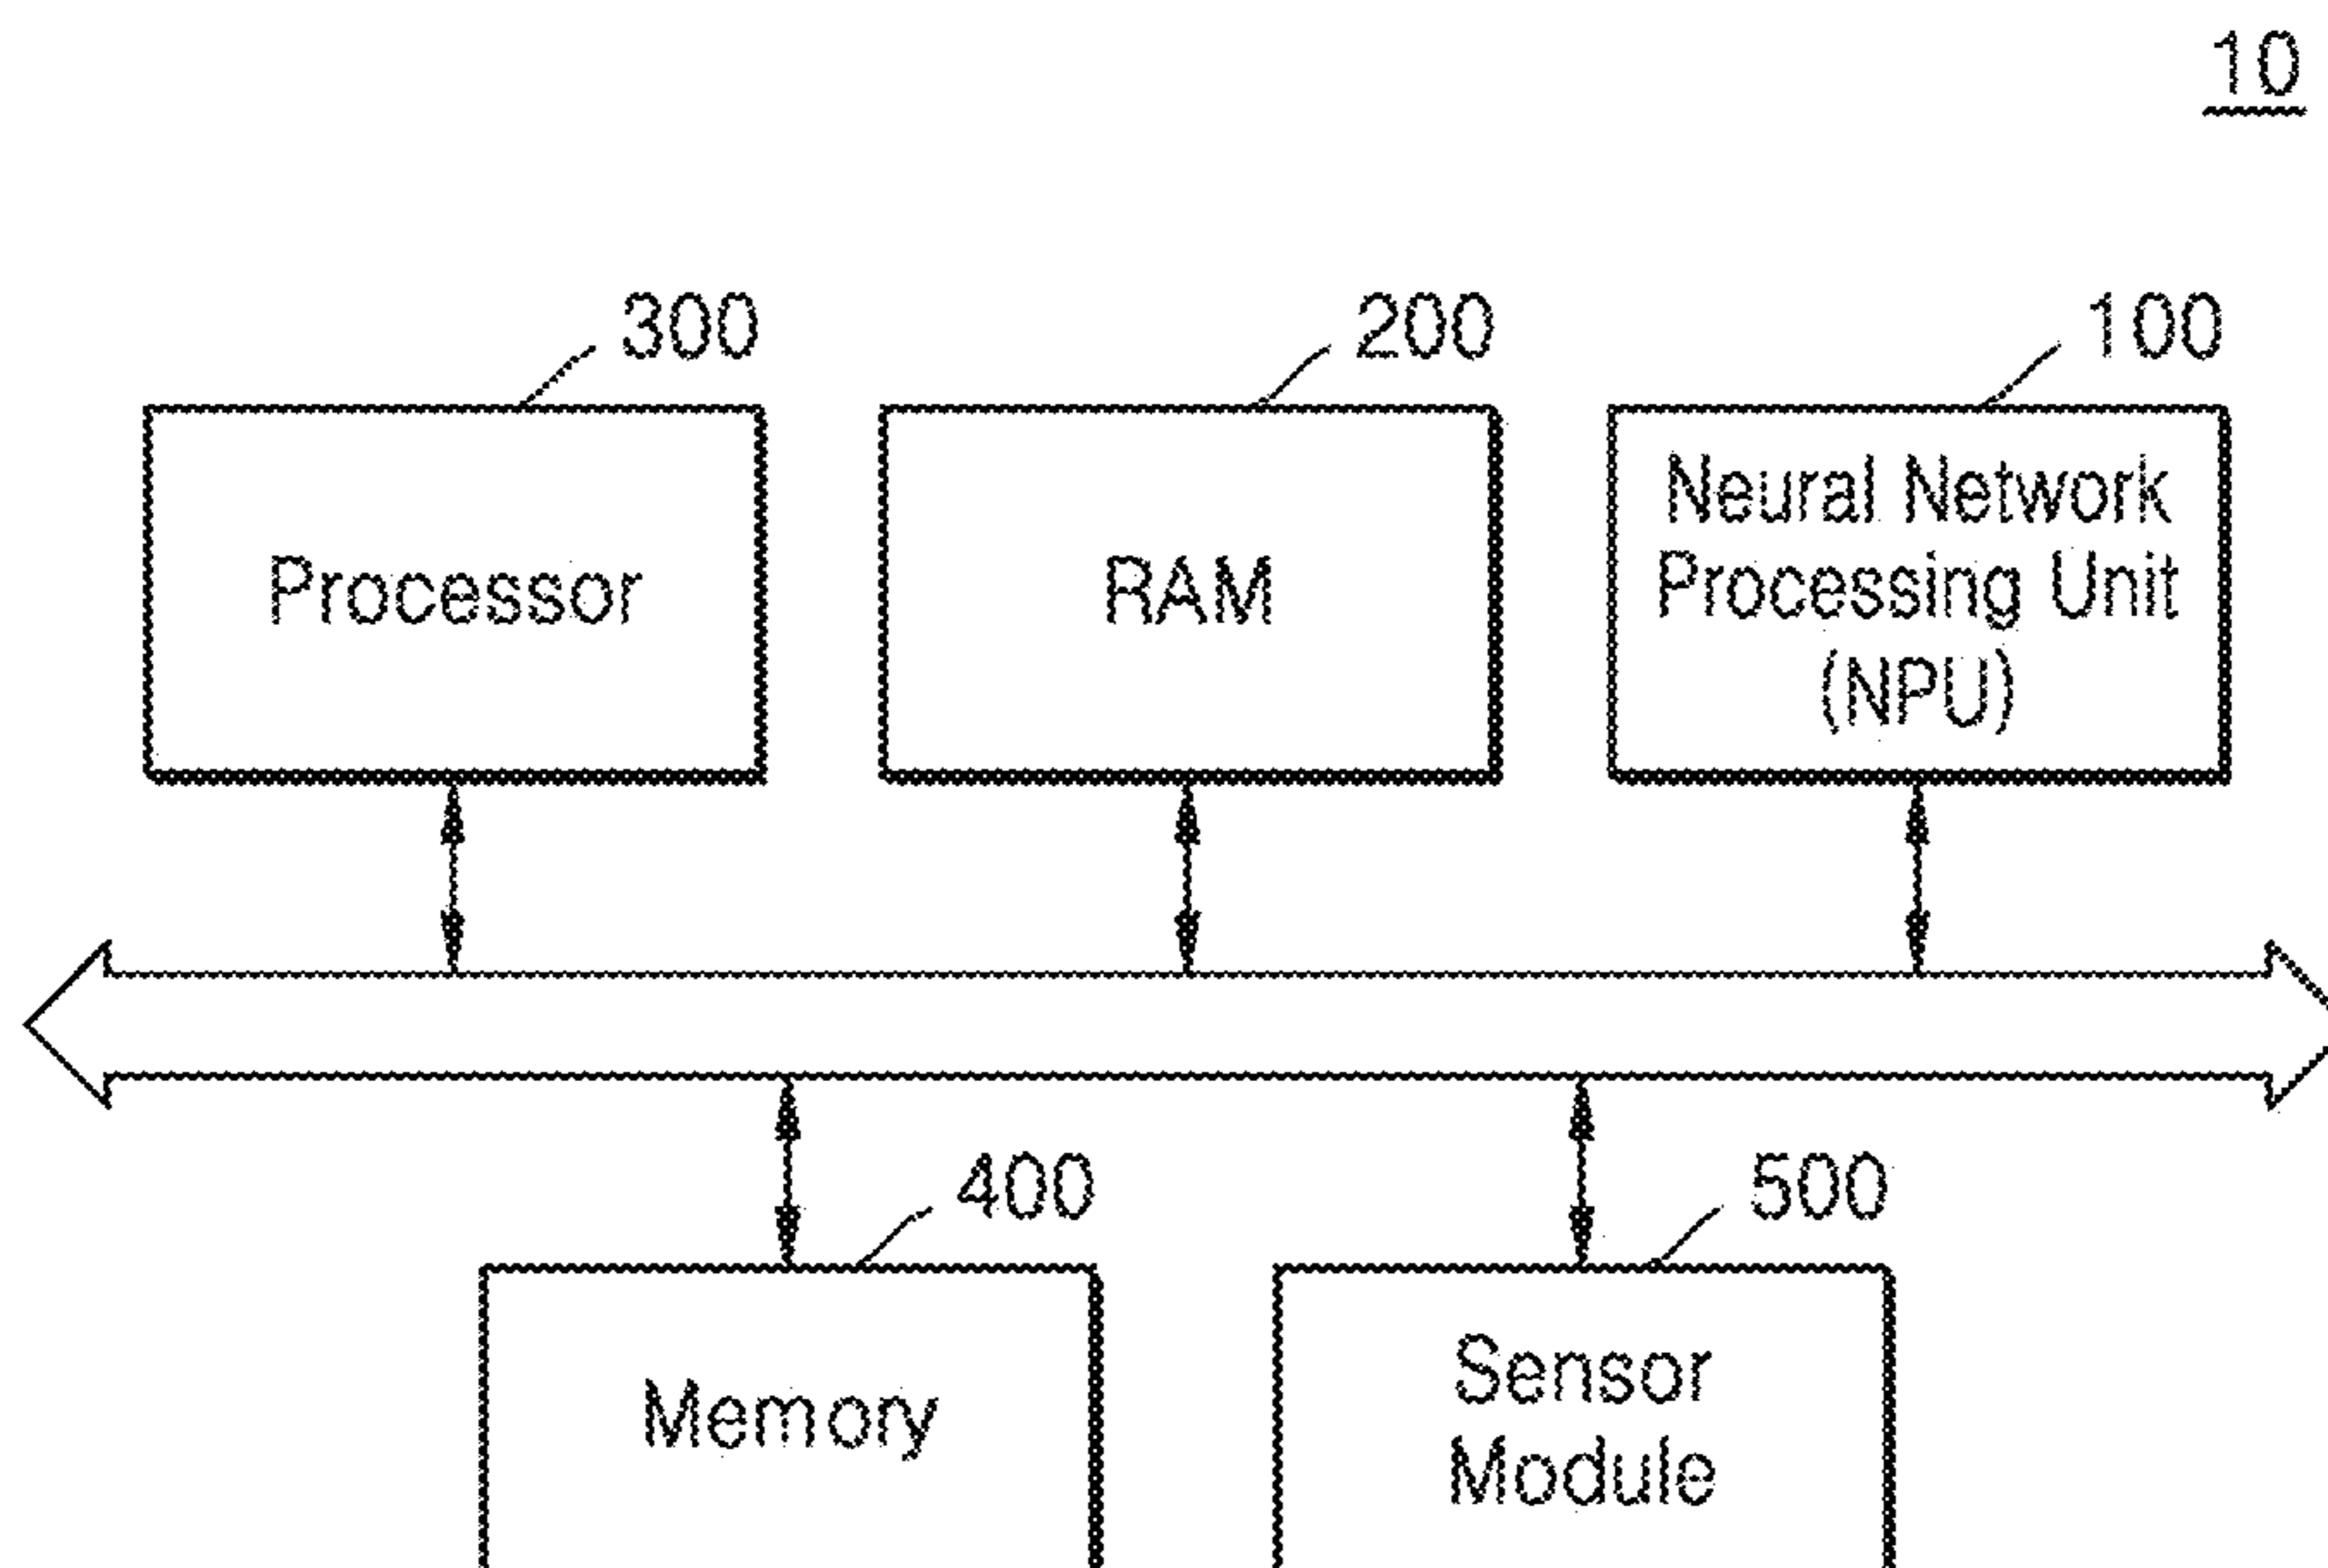 10
300
200
100
Processor
RAM
Neural Network
Processing Unit
(NPU)
400
500
Memory
Sensor
Module